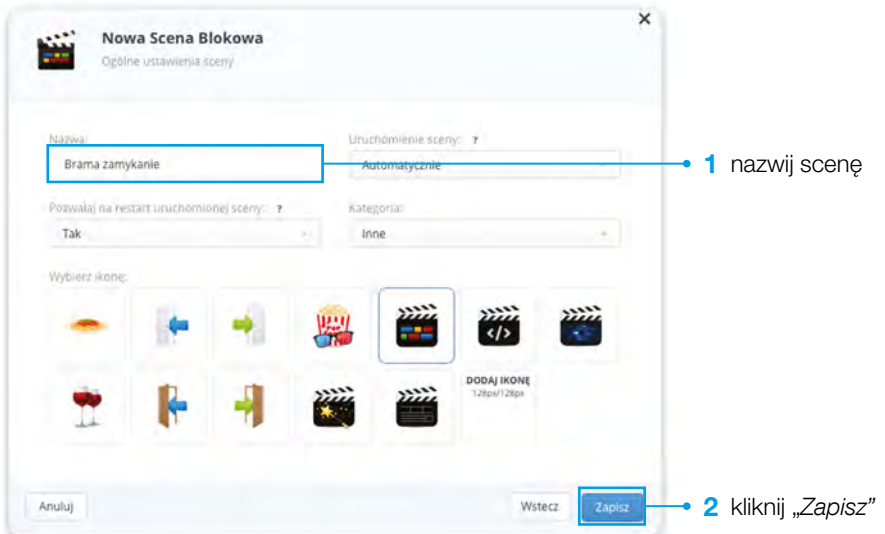 Nowa Scena Blokowa
Ogólne ustawienia sceny
Nazwa:
Brama zamykanie
Uruchomienie sceny: ?
Automatycznie
1 nazwij scenę
Pozwalaj na restart uruchomionej sceny: ?
Tak
Kategoria:
Inne
Wybierz ikonę:
</>
DODAJ IKONĘ
128px/128px
Anuluj
Wstecz
Zapisz
2 kliknij „Zapisz”